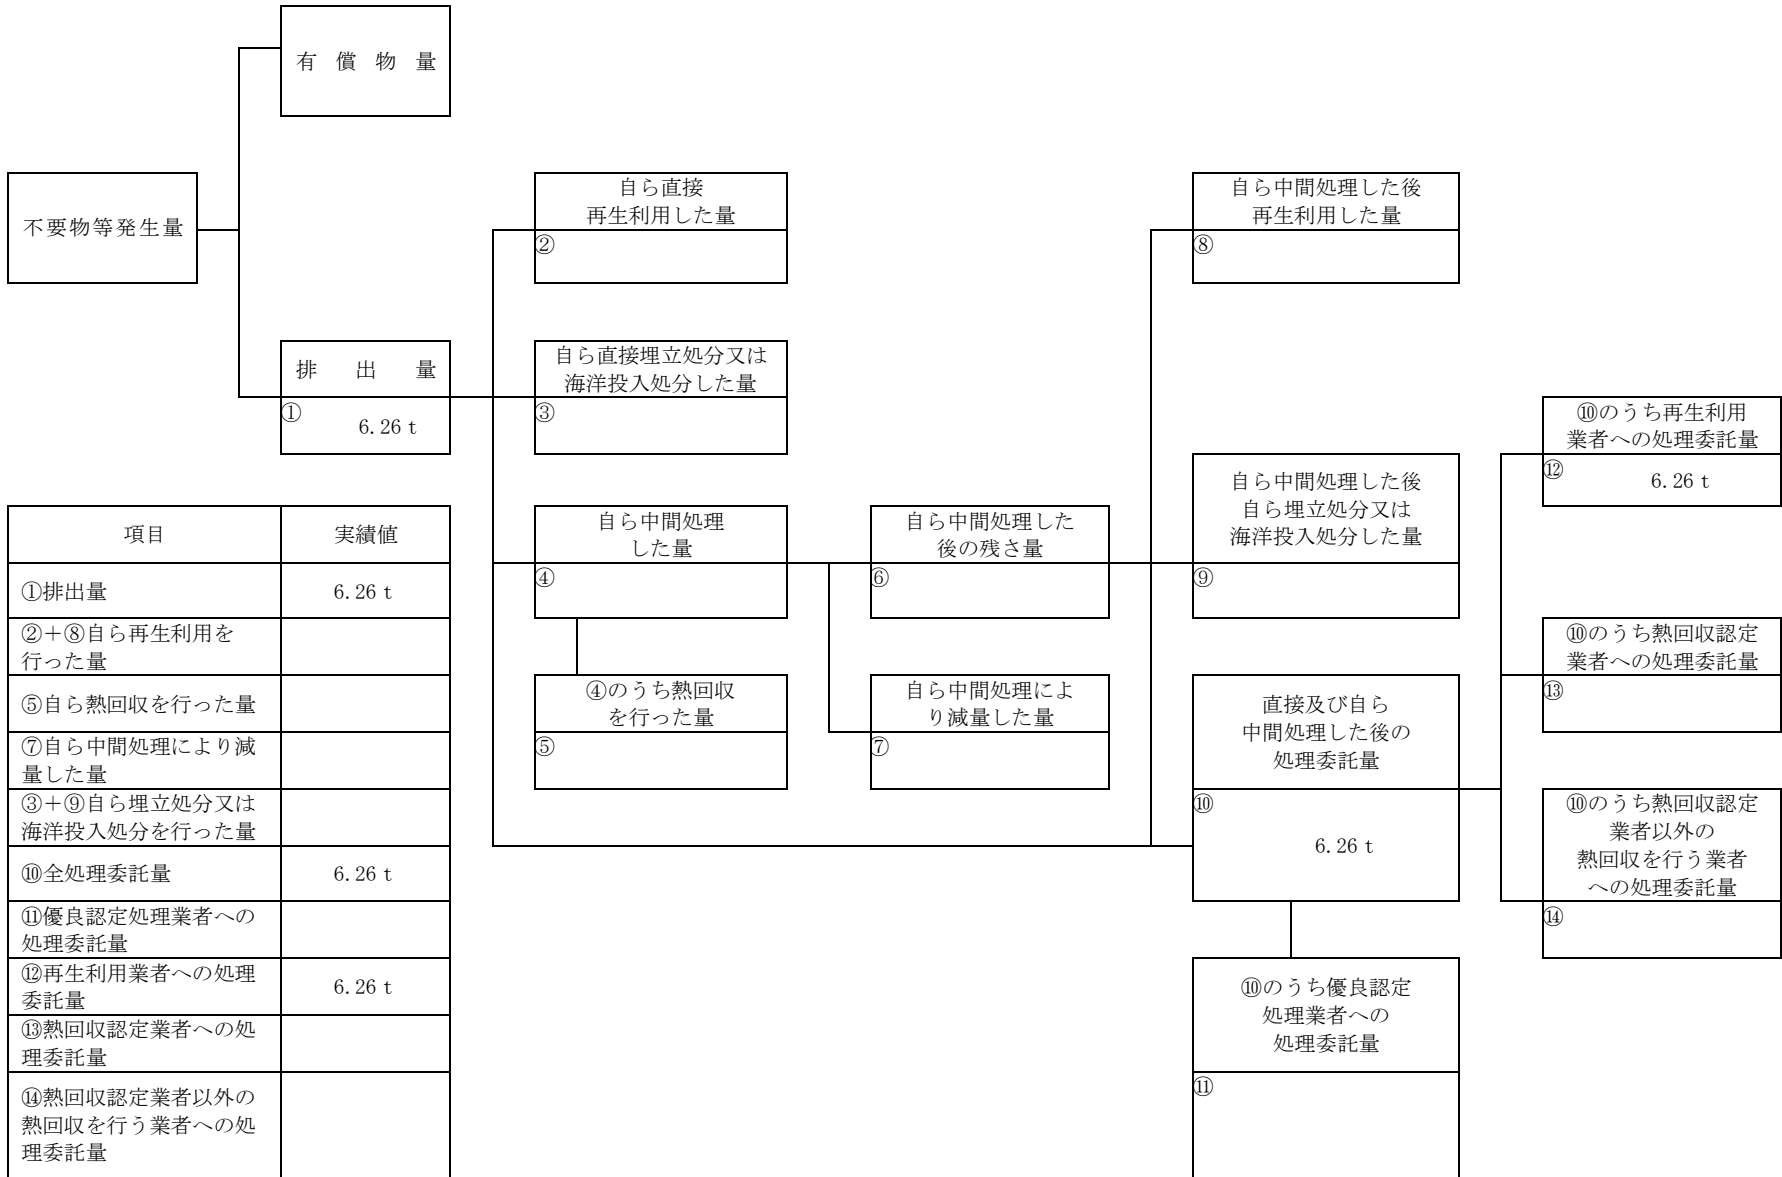 有償物量
不要物等発生量
自ら直接
再生利用した量
②
自ら中間処理した後
再生利用した量
⑧
排出量
①
6.26 t
自ら直接埋立処分又は
海洋投入処分した量
③
⑩のうち再生利用
業者への処理委託量
⑫
6.26 t
自ら中間処理
した量
④
自ら中間処理した
後の残さ量
⑥
自ら中間処理した後
自ら埋立処分又は
海洋投入処分した量
⑨
⑩のうち熱回収認定
業者への処理委託量
⑬
④のうち熱回収
を行った量
⑤
自ら中間処理によ
り減量した量
⑦
直接及び自ら
中間処理した後の
処理委託量
⑩
6.26 t
⑩のうち熱回収認定
業者以外の
熱回収を行う業者
への処理委託量
⑭
⑩のうち優良認定
処理業者への
処理委託量
⑪
項目 実績値
①排出量 6.26 t
②＋⑧自ら再生利用を
行った量
⑤自ら熱回収を行った量
⑦自ら中間処理により減
量した量
③＋⑨自ら埋立処分又は
海洋投入処分を行った量
⑩全処理委託量 6.26 t
⑪優良認定処理業者への
処理委託量
⑫再生利用業者への処理
委託量
6.26 t
⑬熱回収認定業者への処
理委託量
⑭熱回収認定業者以外の
熱回収を行う業者への処
理委託量